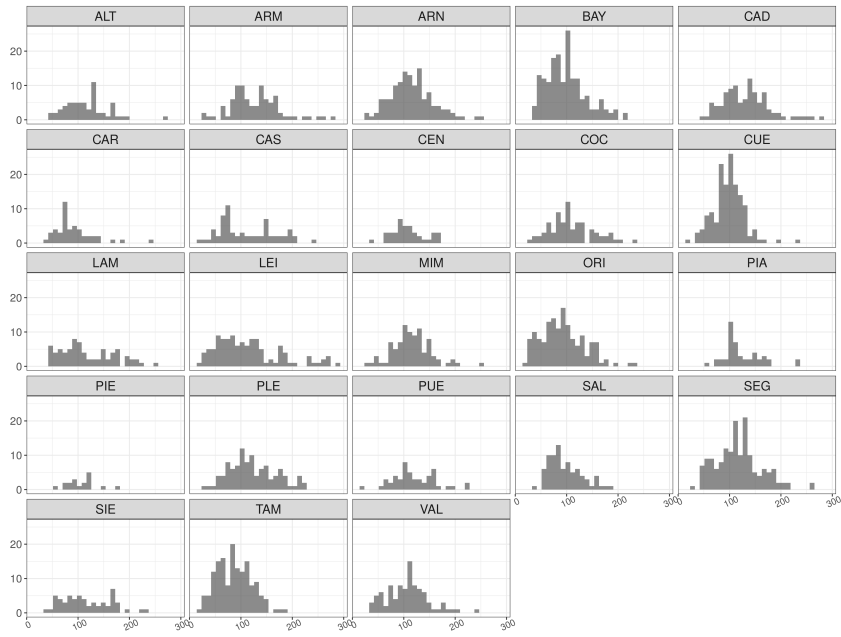 ALT ARM ARN BAY CAD
20
10
0
CAR CAS CEN COC CUE
20
10
0
LAM LEI MIM ORI PIA
20
10
0
PIE PLE PUE SAL SEG
20
10
0
0 100 200 300 0 100 200 300
SIE TAM VAL
20
10
0
0 100 200 300 0 100 200 300 0 100 200 300